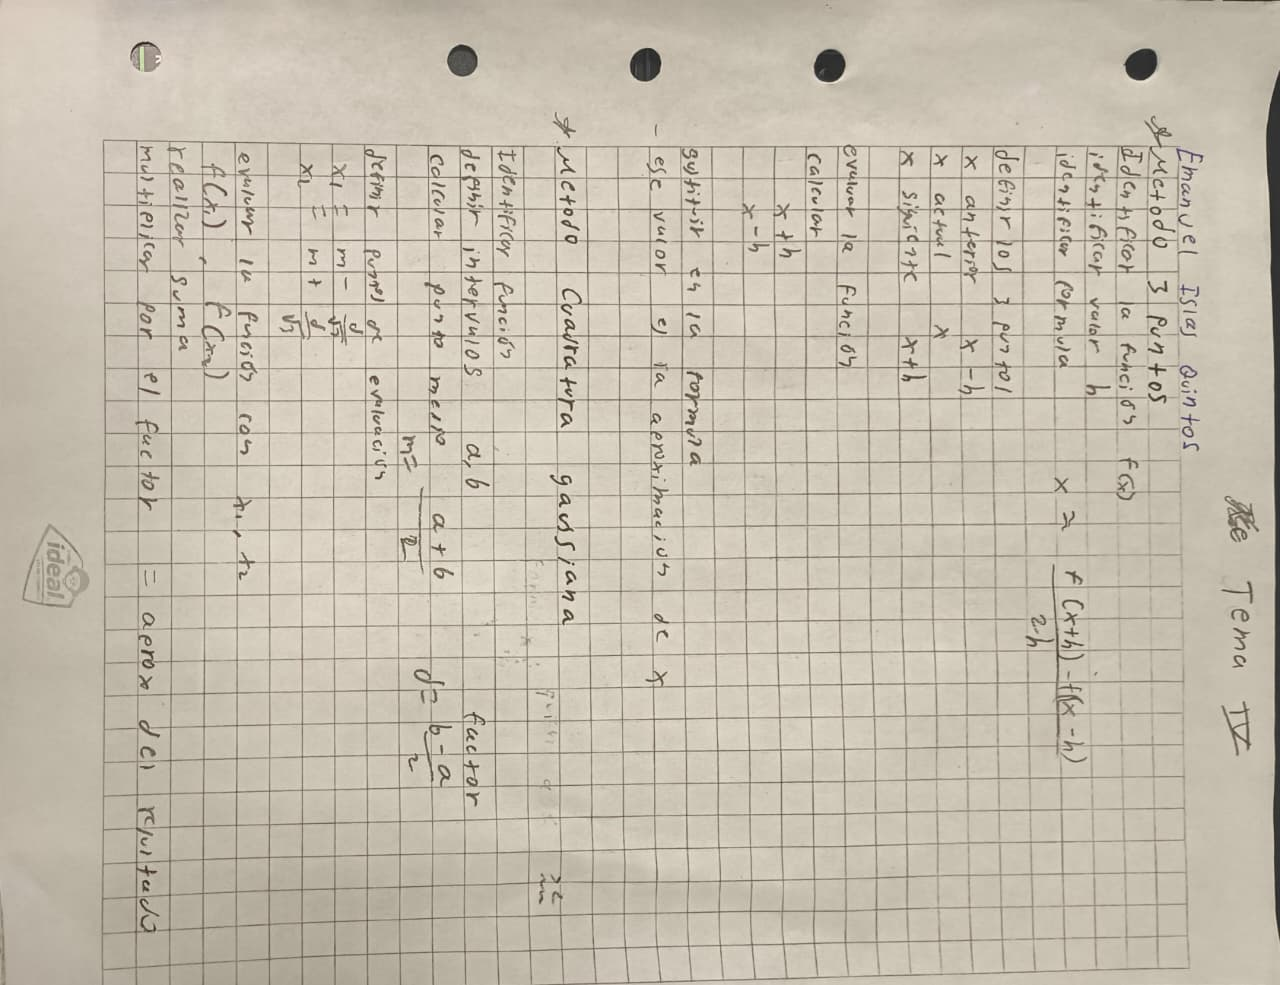 Tema IV
Emanuel Islas Quintos
* Metodo 3 puntos
Identificar la función f(x)
identificar valor h
identificar formula x ≈ f(x+h) - f(x-h)
2h
definir los 3 puntos
x anterior x-h
x actual x
x siguiente x+h
evaluar la función
calcular
x+h
x-h
sustituir en la formula
- ese valor es la aproximación de x
* Metodo Cuadratura gaussiana
Identificar función
definir intervalos a,b factor
calcular punto medio m= a+b / 2 d= b-a / 2
definir puntos de evaluación
x1 = m - d/√3
x2 = m + d/√3
evaluar la función con x1, x2
f(x1), f(x2)
realizar suma
multiplicar por el factor = aprox del resultado
ideal